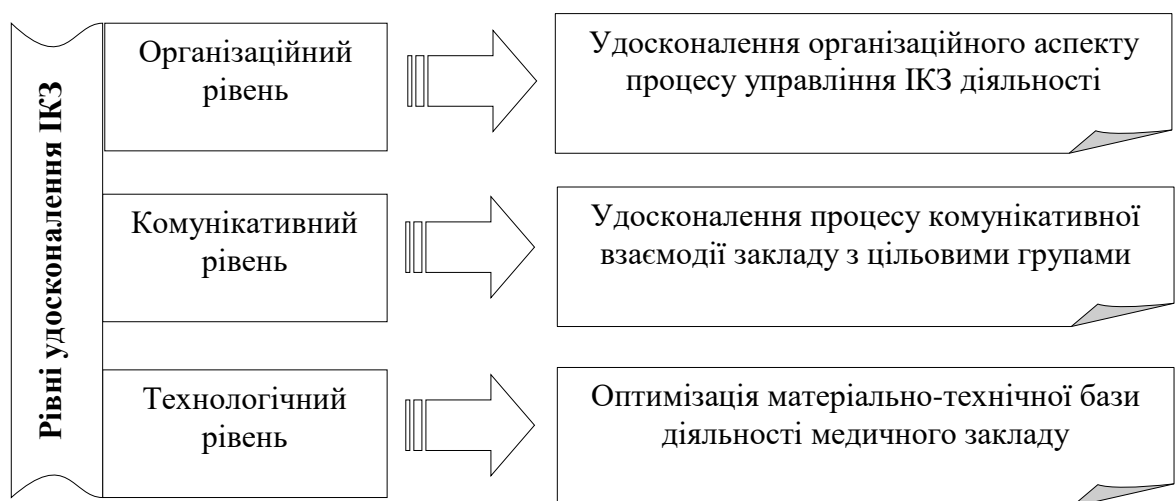 Рівні удосконалення ІКЗ
Організаційний
рівень
Удосконалення організаційного аспекту
процесу управління ІКЗ діяльності
Комунікативний
рівень
Удосконалення процесу комунікативної
взаємодії закладу з цільовими групами
Технологічний
рівень
Оптимізація матеріально-технічної бази
діяльності медичного закладу